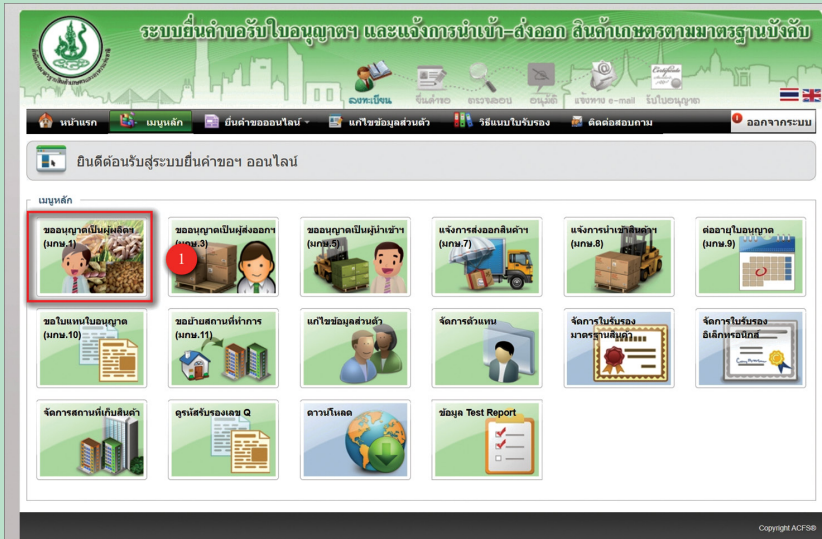 ระบบยื่นคำขอรับใบอนุญาตฯ และแจ้งการนำเข้า-ส่งออก สินค้าเกษตรตามมาตรฐานบังคับ
ลงทะเบียน ยื่นคำขอ ตรวจสอบ อนุมัติ แจ้งทาง e-mail รับใบอนุญาต
หน้าแรก เมนูหลัก ยื่นคำขอออนไลน์ แก้ไขข้อมูลส่วนตัว วิธีแนบใบรับรอง ติดต่อสอบถาม ออกจากระบบ
ยินดีต้อนรับสู่ระบบยื่นคำขอฯ ออนไลน์
เมนูหลัก
ขออนุญาตเป็นผู้ผลิตฯ
(มกษ.1)
1
ขออนุญาตเป็นผู้ส่งออกฯ
(มกษ.3)
ขออนุญาตเป็นผู้นำเข้าฯ
(มกษ.5)
แจ้งการส่งออกสินค้าฯ
(มกษ.7)
แจ้งการนำเข้าสินค้าฯ
(มกษ.8)
ต่ออายุใบอนุญาต
(มกษ.9)
ขอใบแทนใบอนุญาต
(มกษ.10)
ขอย้ายสถานที่ทำการ
(มกษ.11)
แก้ไขข้อมูลส่วนตัว
จัดการตัวแทน
จัดการใบรับรอง
มาตรฐานสินค้า
จัดการใบรับรอง
อิเล็กทรอนิกส์
จัดการสถานที่เก็บสินค้า
ดูรหัสรับรองเลข Q
ดาวน์โหลด
ข้อมูล Test Report
Copyright ACFS®